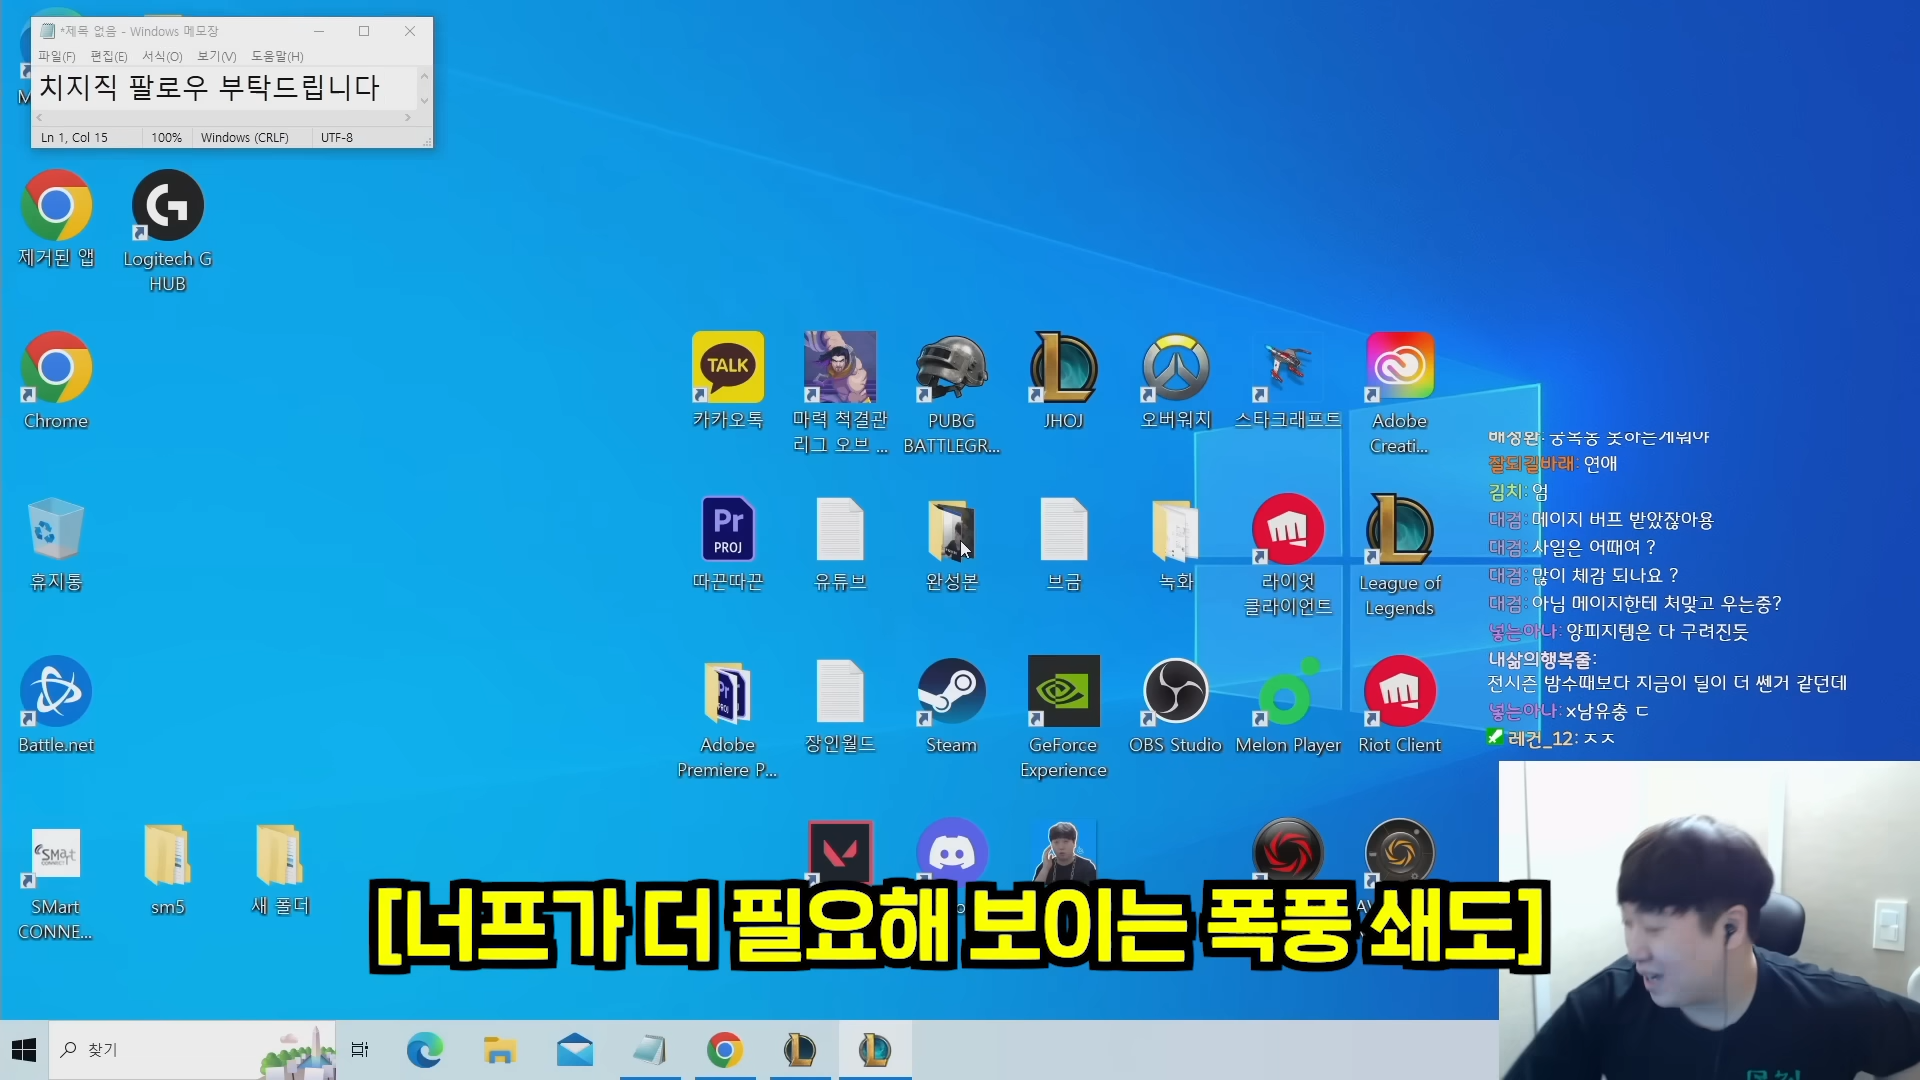 *제목 없음 - Windows 메모장
파일(F) 편집(E) 서식(O) 보기(V) 도움말(H)
치지직 팔로우 부탁드립니다
Ln 1, Col 15 100% Windows (CRLF) UTF-8
제거된 앱
Logitech G
HUB
Chrome
휴지통
Battle.net
SMart
CONNECT
SMart
CONNE...
sm5
새 폴더
TALK
카카오톡
마력 척결관
리그 오브 ...
PUBG
BATTLEGR...
JHOJ
오버워치
스타크래프트
Adobe
Creati...
Pr
PROJ
따끈따끈
유튜브
완성본
브금
녹화
라이엇
클라이언트
League of
Legends
Adobe
Premiere P...
장인월드
Steam
GeForce
Experience
OBS Studio
Melon Player
Riot Client
잘되길바래: 연애
김치: 엄
대검: 메이지 버프 받았잖아용
대검: 사일은 어때여 ?
대검: 많이 체감 되나요 ?
대검: 아님 메이지한테 처맞고 우는중?
넣는아나: 양피지템은 다 구려진듯
내삶의행복줄:
전시즌 밤수때보다 지금이 딜이 더 쎈거 같던데
넣는아나: x남유충 ㄷ
레건_12: ㅈㅈ
[너프가 더 필요해 보이는 폭풍 쇄도]
찾기